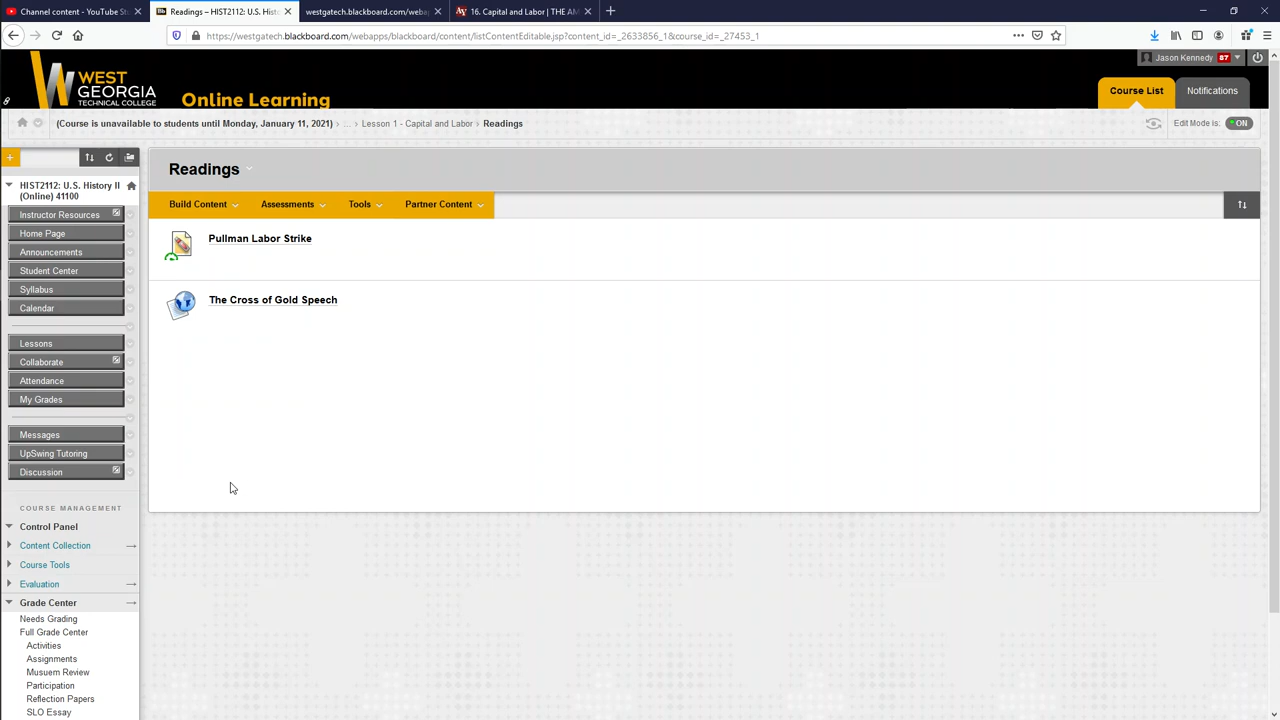 Channel content - YouTube St
Readings – HIST2112: U.S. Histo
westgatech.blackboard.com/webap
16. Capital and Labor | THE AM
https://westgatech.blackboard.com/webapps/blackboard/content/listContentEditable.jsp?content_id=_2633856_1&course_id=_27453_1
Jason Kennedy 87
WEST GEORGIA TECHNICAL COLLEGE
Online Learning
Course List
Notifications
(Course is unavailable to students until Monday, January 11, 2021) ... Lesson 1 - Capital and Labor Readings
Edit Mode is: ON
HIST2112: U.S. History II
(Online) 41100
Instructor Resources
Home Page
Announcements
Student Center
Syllabus
Calendar
Lessons
Collaborate
Attendance
My Grades
Messages
UpSwing Tutoring
Discussion
COURSE MANAGEMENT
Control Panel
Content Collection
Course Tools
Evaluation
Grade Center
Needs Grading
Full Grade Center
Activities
Assignments
Musuem Review
Participation
Reflection Papers
SLO Essay
Readings
Build Content
Assessments
Tools
Partner Content
Pullman Labor Strike
The Cross of Gold Speech